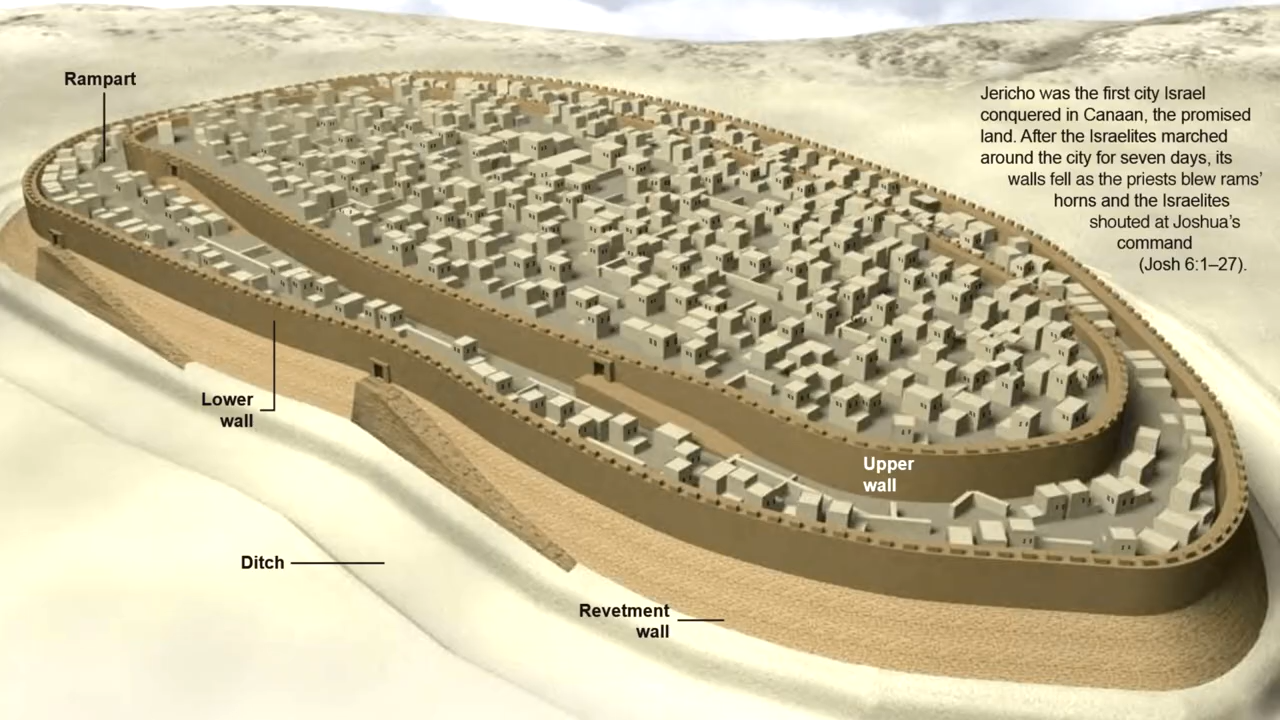 Rampart
Jericho was the first city Israel
conquered in Canaan, the promised
land. After the Israelites marched
around the city for seven days, its
walls fell as the priests blew rams’
horns and the Israelites
shouted at Joshua’s
command
(Josh 6:1–27).
Lower
wall
Upper
wall
Ditch
Revetment
wall